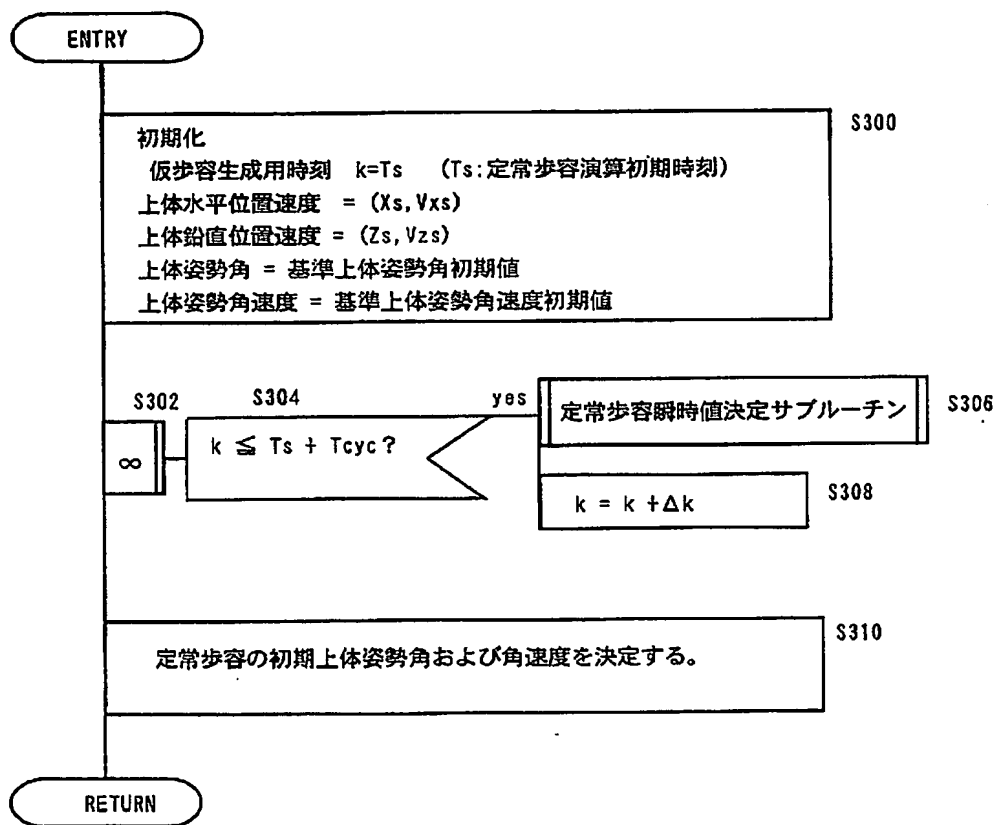 ENTRY
S300
初期化
仮歩容生成用時刻 k=Ts (Ts:定常歩容演算初期時刻)
上体水平位置速度 = (Xs,Vxs)
上体鉛直位置速度 = (Zs,Vzs)
上体姿勢角 = 基準上体姿勢角初期値
上体姿勢角速度 = 基準上体姿勢角速度初期値
S302
∞
S304
k ≦ Ts + Tcyc?
yes
定常歩容瞬時値決定サブルーチン
S306
k = k +Δk
S308
S310
定常歩容の初期上体姿勢角および角速度を決定する。
RETURN